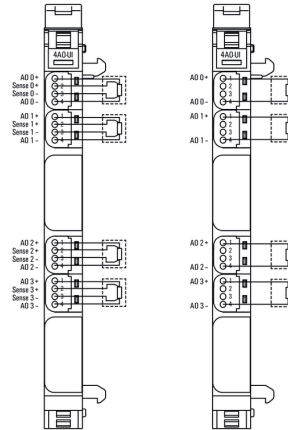 4AO-UI
AO 0+ 1
Sense 0+ 2
Sense 0− 3
AO 0− 4
AO 1+ 1
Sense 1+ 2
Sense 1− 3
AO 1− 4
AO 2+ 1
Sense 2+ 2
Sense 2− 3
AO 2− 4
AO 3+ 1
Sense 3+ 2
Sense 3− 3
AO 3− 4
4AO-UI
AO 0+ 1
2
3
AO 0− 4
AO 1+ 1
2
3
AO 1− 4
AO 2+ 1
2
3
AO 2− 4
AO 3+ 1
2
3
AO 3− 4